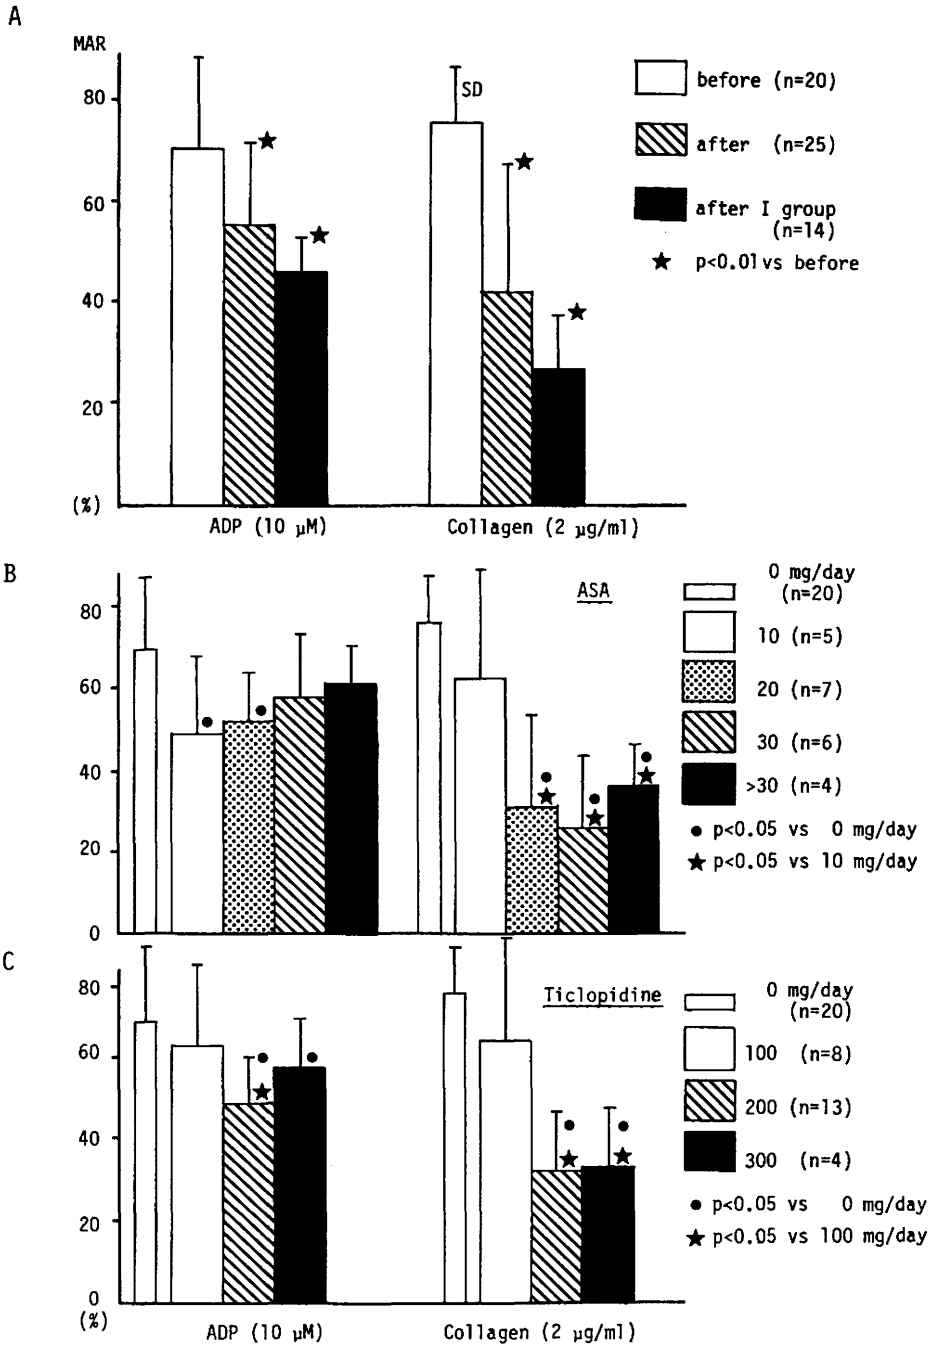 A
MAR
80
60
40
20
(%)
SD
before (n=20)
after (n=25)
after I group
(n=14)
★ p<0.01 vs before
ADP (10 µM)
Collagen (2 µg/ml)
B
80
60
40
20
0
ASA
0 mg/day
(n=20)
10 (n=5)
20 (n=7)
30 (n=6)
>30 (n=4)
● p<0.05 vs 0 mg/day
★ p<0.05 vs 10 mg/day
C
80
60
40
20
0
(%)
Ticlopidine
0 mg/day
(n=20)
100 (n=8)
200 (n=13)
300 (n=4)
● p<0.05 vs 0 mg/day
★ p<0.05 vs 100 mg/day
ADP (10 µM)
Collagen (2 µg/ml)